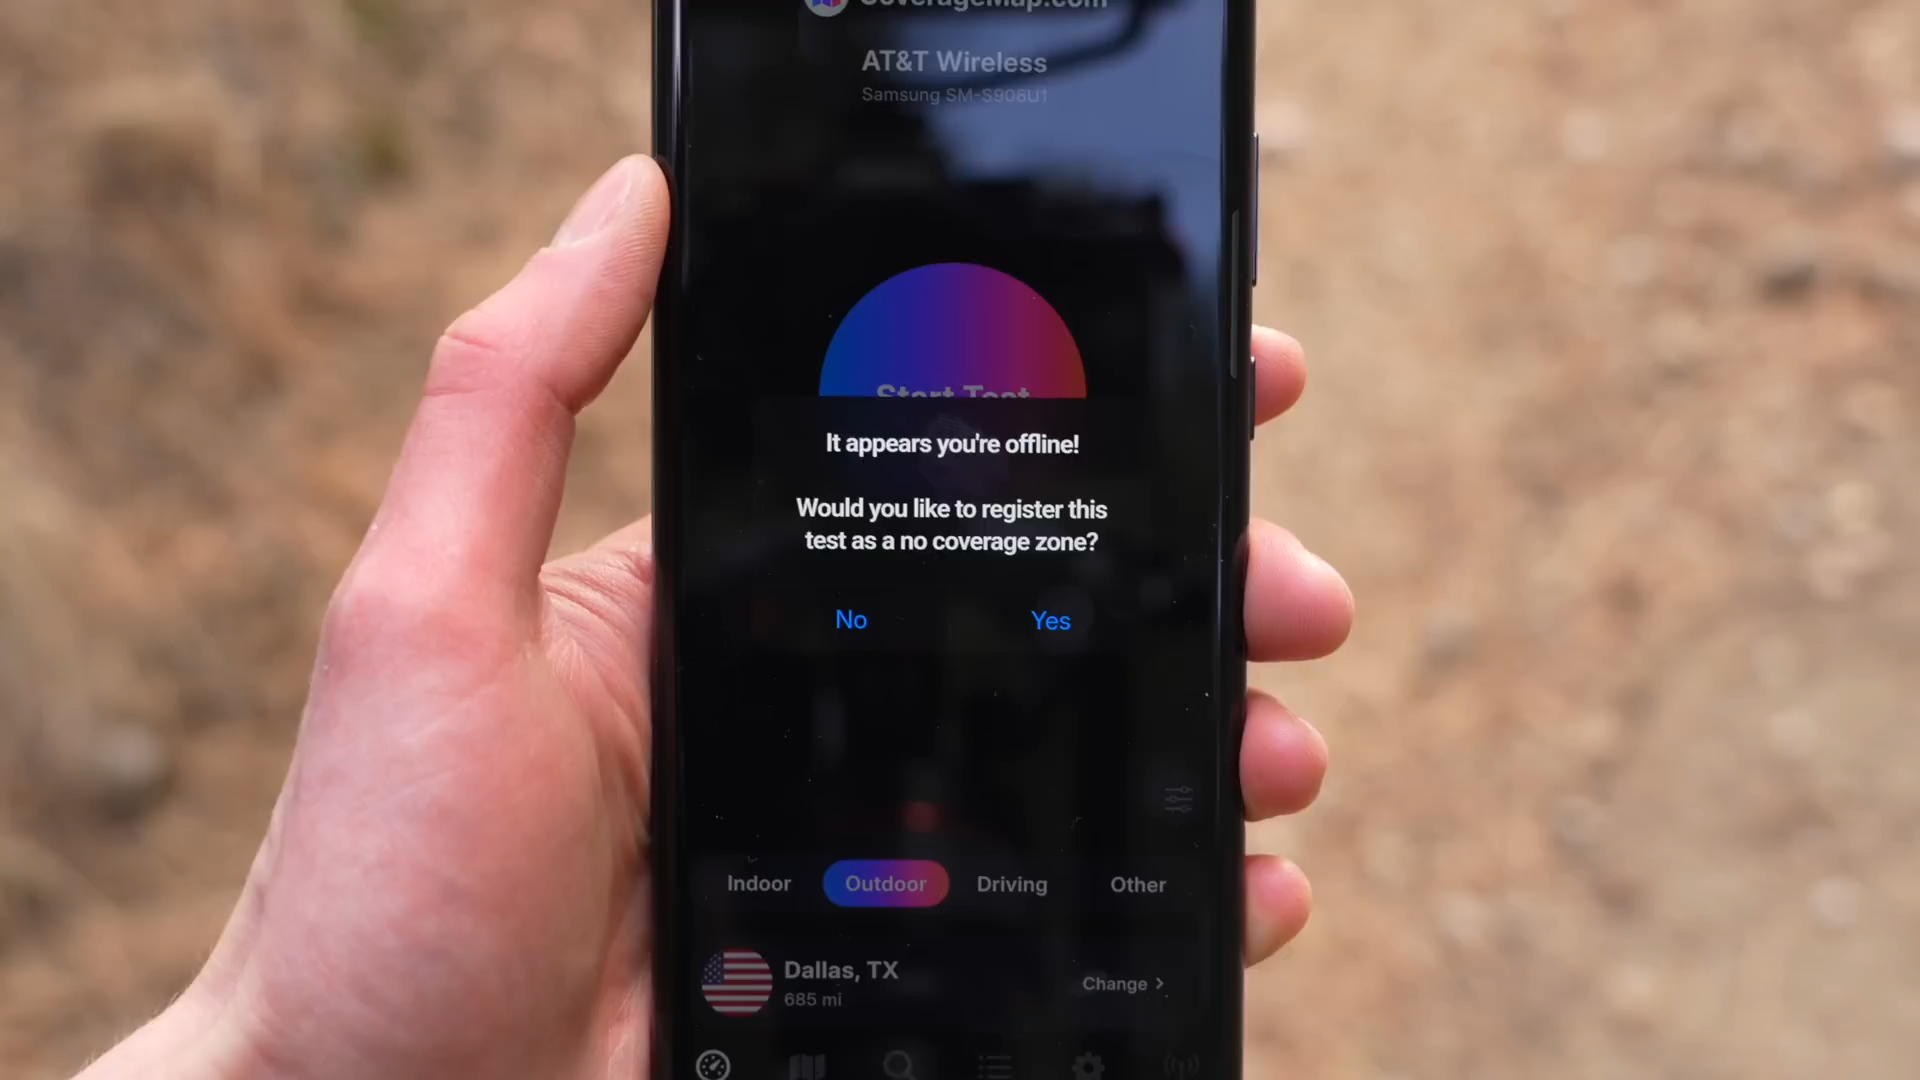 CoverageMap.com
AT&T Wireless
Samsung SM-S908U1
Start Test
It appears you're offline!
Would you like to register this
test as a no coverage zone?
No
Yes
Indoor
Outdoor
Driving
Other
Dallas, TX
685 mi
Change >